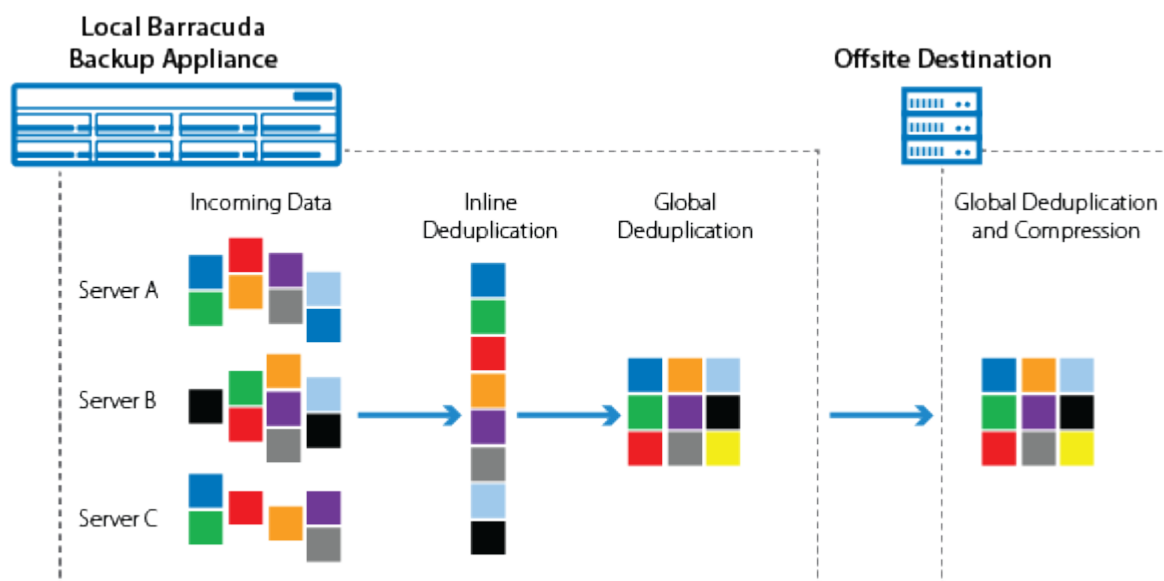 Local Barracuda
Backup Appliance
Offsite Destination
Incoming Data
Inline
Deduplication
Global
Deduplication
Global Deduplication
and Compression
Server A
Server B
Server C